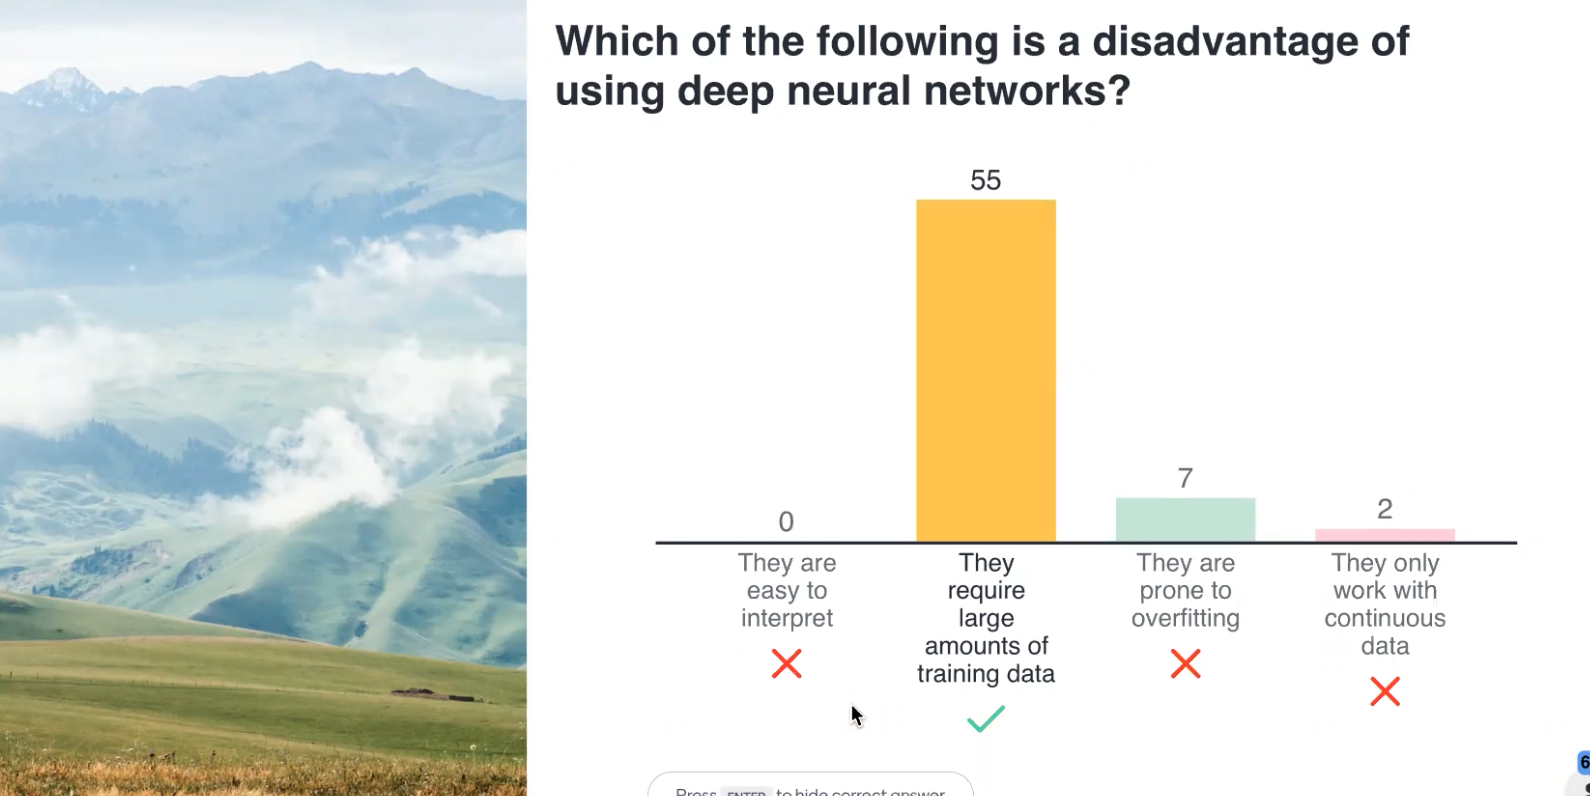 Which of the following is a disadvantage of
using deep neural networks?
55
7
2
0
They are
easy to
interpret
They
require
large
amounts of
training data
They are
prone to
overfitting
They only
work with
continuous
data
Press ENTER to hide correct answer
6